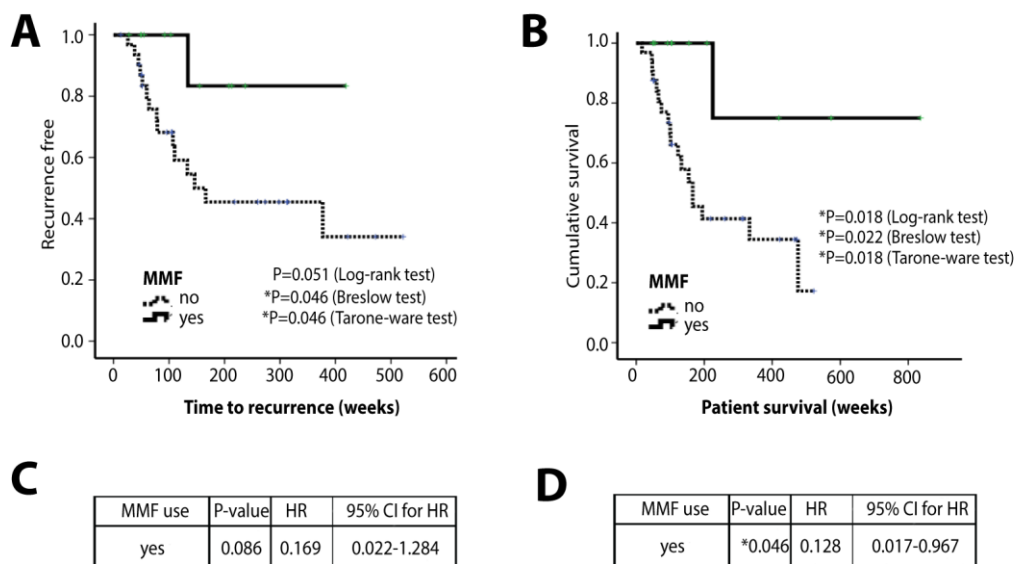 A
Recurrence free
1.0
0.8
0.6
0.4
0.2
0.0
MMF
no
yes
P=0.051 (Log-rank test)
*P=0.046 (Breslow test)
*P=0.046 (Tarone-ware test)
0 100 200 300 400 500 600
Time to recurrence (weeks)
B
Cumulative survival
1.0
0.8
0.6
0.4
0.2
0.0
*P=0.018 (Log-rank test)
*P=0.022 (Breslow test)
*P=0.018 (Tarone-ware test)
MMF
no
yes
0 200 400 600 800
Patient survival (weeks)
C
MMF use P-value HR 95% CI for HR
yes 0.086 0.169 0.022-1.284
D
MMF use P-value HR 95% CI for HR
yes *0.046 0.128 0.017-0.967